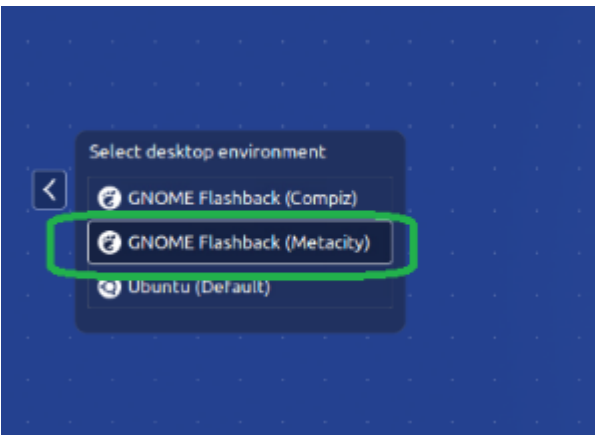 Select desktop environment
GNOME Flashback (Compiz)
GNOME Flashback (Metacity)
Ubuntu (Default)